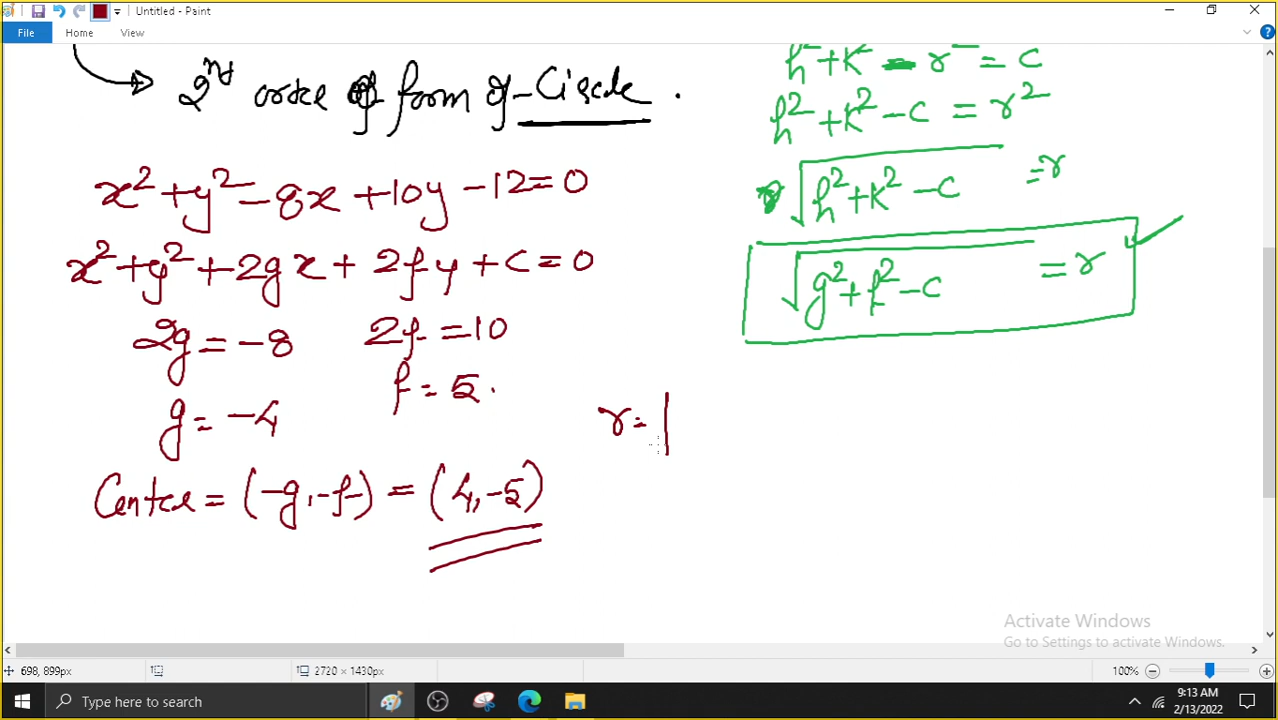 Untitled - Paint
File Home View
2nd order of form of Circle .
x² + y² - 8x + 10y - 12 = 0
x² + y² + 2gx + 2fy + c = 0
2g = -8 2f = 10
g = -4 f = 5 .
Center = (-g, -f) = (4, -5)
r =
h² + k² - r² = c
h² + k² - c = r²
√h² + k² - c = r
√g² + f² - c = r
Activate Windows
Go to Settings to activate Windows.
698, 899px 2720 × 1430px 100%
Type here to search
9:13 AM
2/13/2022